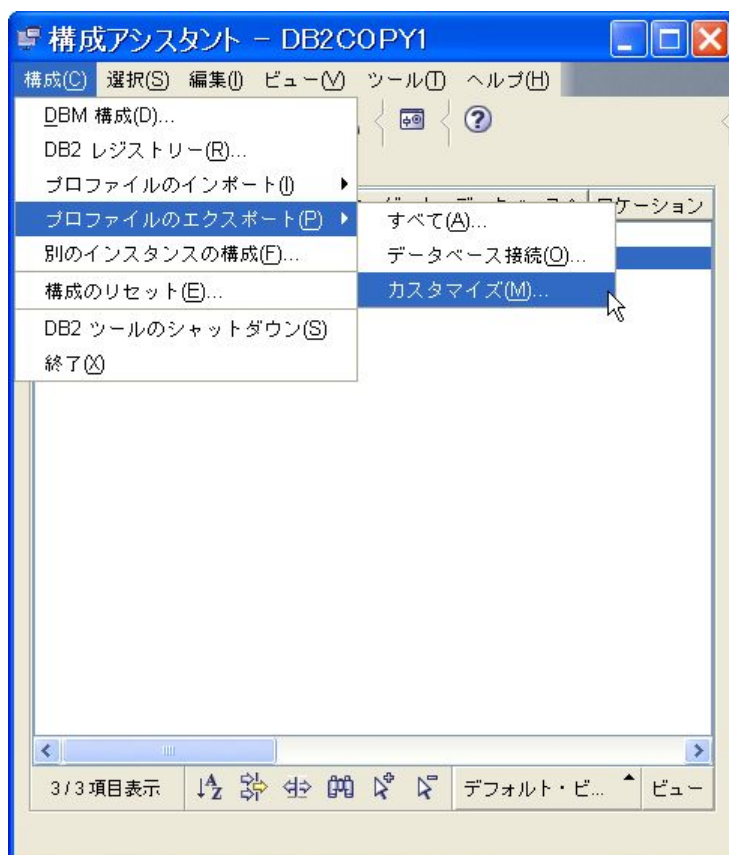 構成アシスタント - DB2COPY1
構成(C) 選択(S) 編集(I) ビュー(V) ツール(T) ヘルプ(H)
DBM 構成(D)...
DB2 レジストリー(R)...
プロファイルのインポート(I)
プロファイルのエクスポート(P)
別のインスタンスの構成(F)...
構成のリセット(E)...
DB2 ツールのシャットダウン(S)
終了(X)
ロケーション
すべて(A)...
データベース接続(O)...
カスタマイズ(M)...
3/3項目表示 デフォルト・ビ... ビュー